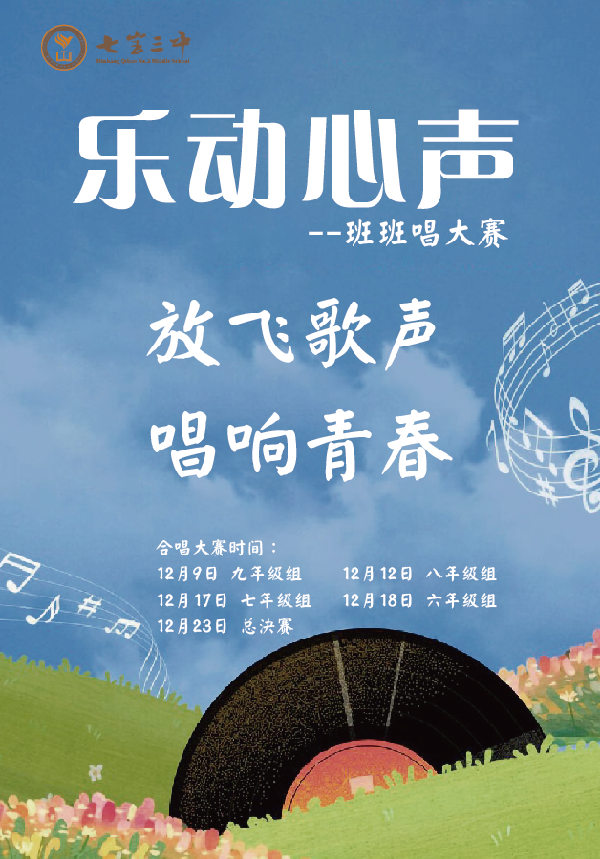 七宝三中
乐动心声
--班班唱大赛
放飞歌声
唱响青春
合唱大赛时间：
12月9日 九年级组 12月12日 八年级组
12月17日 七年级组 12月18日 六年级组
12月23日 总决赛